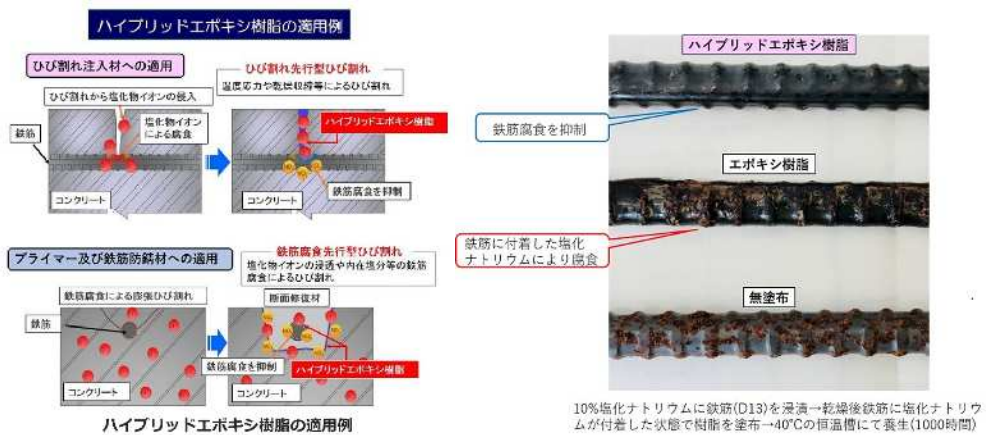 ハイブリッドエポキシ樹脂の適用例
ひび割れ注入材への適用
ひび割れから塩化物イオンの侵入
塩化物イオン
による腐食
鉄筋
コンクリート
ひび割れ先行型ひび割れ
温度応力や乾燥収縮等によるひび割れ
ハイブリッドエポキシ樹脂
鉄筋腐食を抑制
コンクリート
プライマー及び鉄筋防錆材への適用
鉄筋腐食による膨張ひび割れ
鉄筋
コンクリート
鉄筋腐食先行型ひび割れ
塩化物イオンの浸透や内在塩分等の鉄筋
腐食によるひび割れ
断面修復材
鉄筋腐食を抑制
ハイブリッドエポキシ樹脂
コンクリート
ハイブリッドエポキシ樹脂の適用例
ハイブリッドエポキシ樹脂
鉄筋腐食を抑制
エポキシ樹脂
鉄筋に付着した塩化
ナトリウムにより腐食
無塗布
10%塩化ナトリウムに鉄筋(D13)を浸漬→乾燥後鉄筋に塩化ナトリウ
ムが付着した状態で樹脂を塗布→40℃の恒温槽にて養生(1000時間)